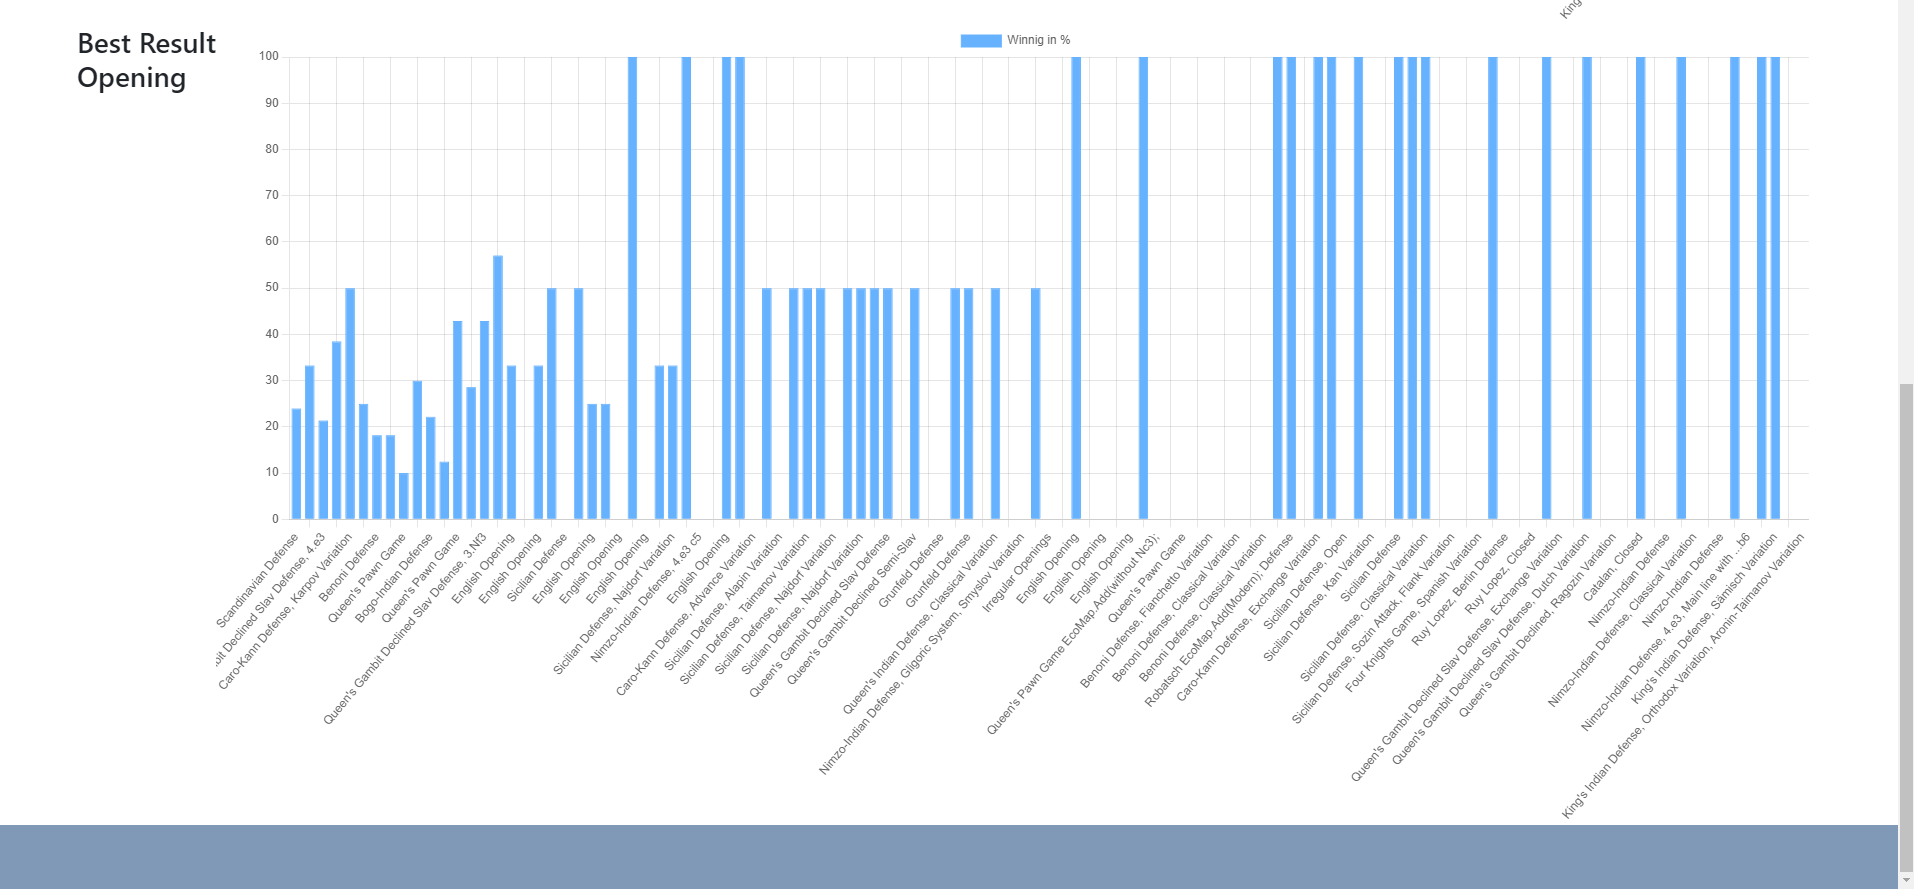 King's
Best Result
Opening
Winnig in %
100
90
80
70
60
50
40
30
20
10
0
Scandinavian Defense
bit Declined Slav Defense, 4.e3
Caro-Kann Defense, Karpov Variation
Benoni Defense
Queen's Pawn Game
Bogo-Indian Defense
Queen's Pawn Game
Queen's Gambit Declined Slav Defense, 3.Nf3
English Opening
English Opening
Sicilian Defense
English Opening
English Opening
English Opening
Sicilian Defense, Najdorf Variation
Nimzo-Indian Defense, 4.e3 c5
English Opening
Caro-Kann Defense, Advance Variation
Sicilian Defense, Alapin Variation
Sicilian Defense, Taimanov Variation
Sicilian Defense, Najdorf Variation
Sicilian Defense, Najdorf Variation
Queen's Gambit Declined Slav Defense
Queen's Gambit Declined Semi-Slav
Grunfeld Defense
Grunfeld Defense
Queen's Indian Defense, Classical Variation
Nimzo-Indian Defense, Gligoric System, Smyslov Variation
Irregular Openings
English Opening
English Opening
English Opening
Queen's Pawn Game EcoMap.Add(without Nc3);
Queen's Pawn Game
Benoni Defense, Fianchetto Variation
Benoni Defense, Classical Variation
Benoni Defense, Classical Variation
Robatsch EcoMap.Add(Modern); Defense
Caro-Kann Defense, Exchange Variation
Sicilian Defense, Open
Sicilian Defense, Kan Variation
Sicilian Defense
Sicilian Defense, Classical Variation
Sicilian Defense, Sozin Attack, Flank Variation
Four Knights Game, Spanish Variation
Ruy Lopez, Berlin Defense
Ruy Lopez, Closed
Queen's Gambit Declined Slav Defense, Exchange Variation
Queen's Gambit Declined Slav Defense, Dutch Variation
Queen's Gambit Declined, Ragozin Variation
Catalan, Closed
Nimzo-Indian Defense
Nimzo-Indian Defense, Classical Variation
Nimzo-Indian Defense
Nimzo-Indian Defense, 4.e3, Main line with ...b6
King's Indian Defense, Sämisch Variation
King's Indian Defense, Orthodox Variation, Aronin-Taimanov Variation